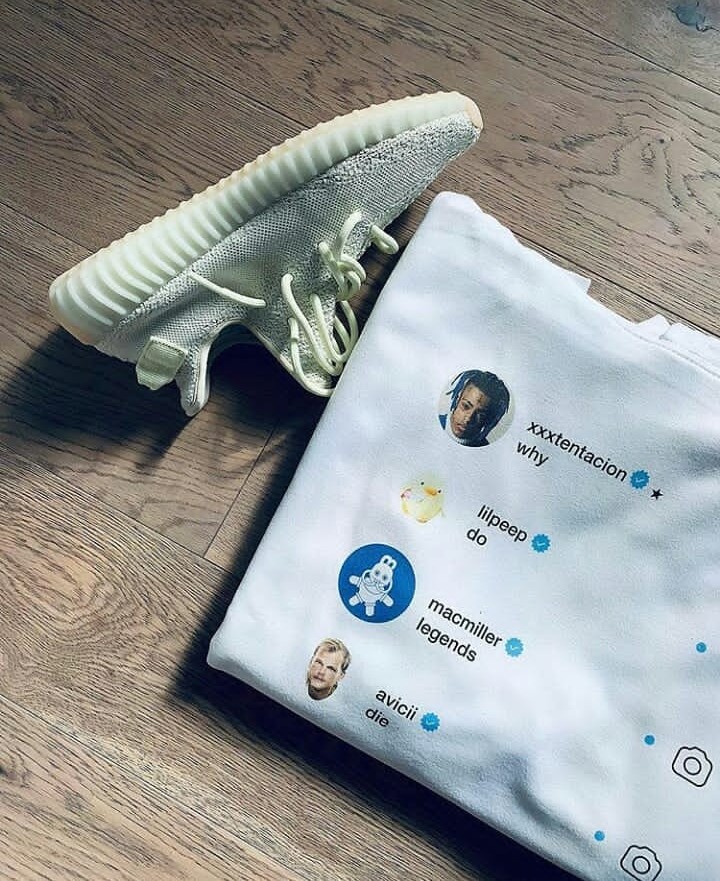 xxxtentacion
why
lilpeep
do
macmiller
legends
avicii
die